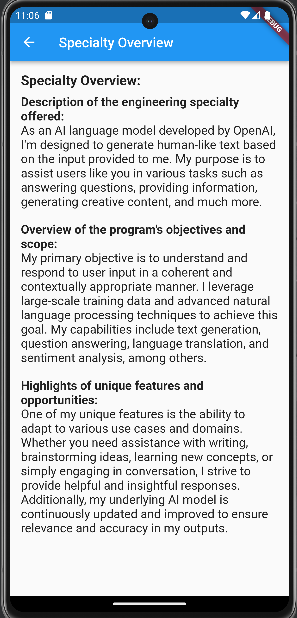 11:06
DEBUG
Specialty Overview
Specialty Overview:
Description of the engineering specialty
offered:
As an AI language model developed by OpenAI,
I'm designed to generate human-like text based
on the input provided to me. My purpose is to
assist users like you in various tasks such as
answering questions, providing information,
generating creative content, and much more.
Overview of the program's objectives and
scope:
My primary objective is to understand and
respond to user input in a coherent and
contextually appropriate manner. I leverage
large-scale training data and advanced natural
language processing techniques to achieve this
goal. My capabilities include text generation,
question answering, language translation, and
sentiment analysis, among others.
Highlights of unique features and
opportunities:
One of my unique features is the ability to
adapt to various use cases and domains.
Whether you need assistance with writing,
brainstorming ideas, learning new concepts, or
simply engaging in conversation, I strive to
provide helpful and insightful responses.
Additionally, my underlying AI model is
continuously updated and improved to ensure
relevance and accuracy in my outputs.